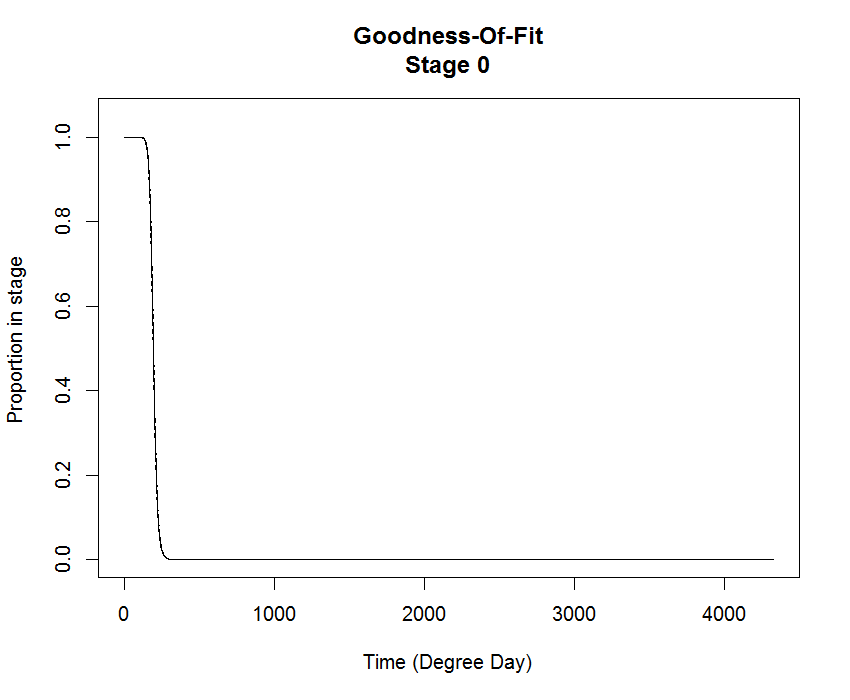 Goodness-Of-Fit
Stage 0
Proportion in stage
1.0
0.8
0.6
0.4
0.2
0.0
0 1000 2000 3000 4000
Time (Degree Day)